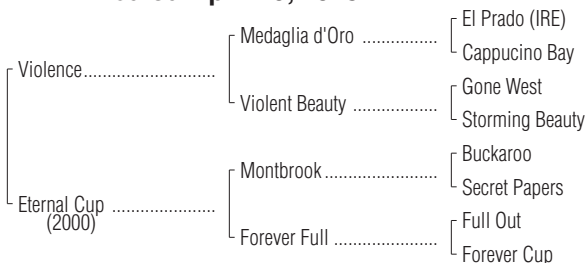 El Prado (IRE)
Medaglia d'Oro
Cappucino Bay
Violence
Gone West
Violent Beauty
Storming Beauty
Buckaroo
Montbrook
Secret Papers
Eternal Cup
(2000)
Full Out
Forever Full
Forever Cup